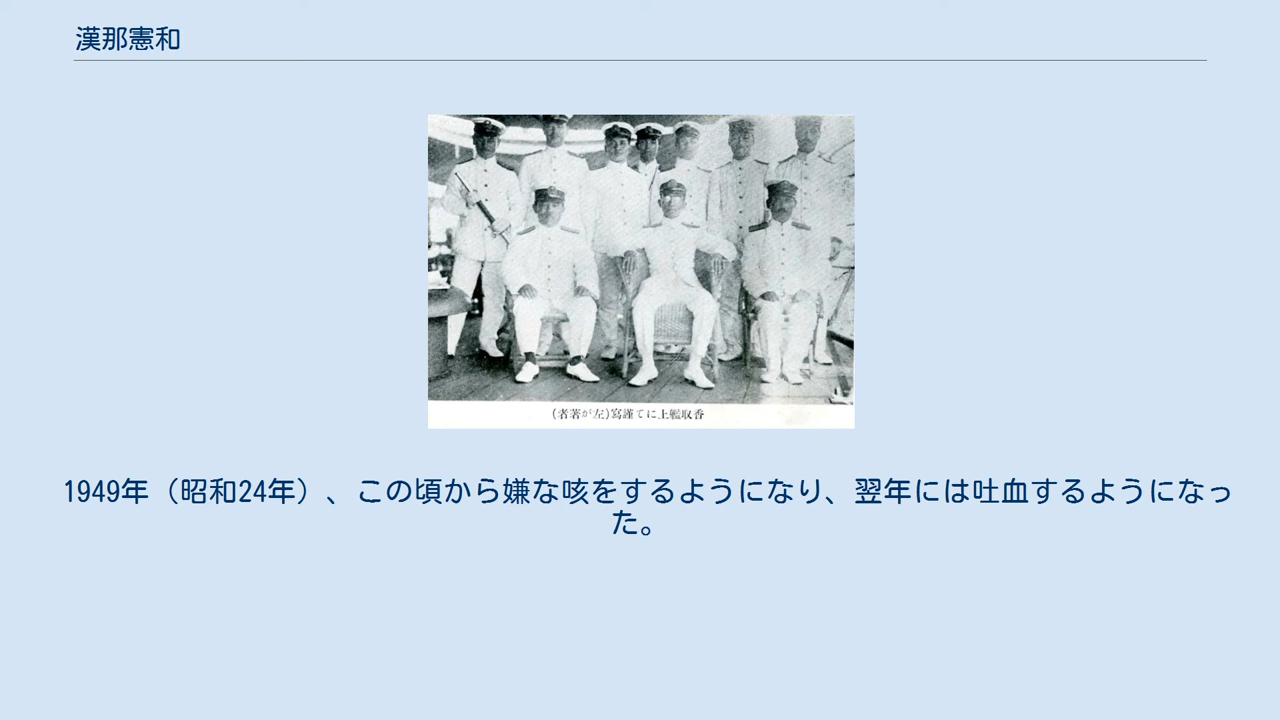 漢那憲和
(者著が左)寫謹てに上艦取香
1949年（昭和24年）、この頃から嫌な咳をするようになり、翌年には吐血するようになっ
た。